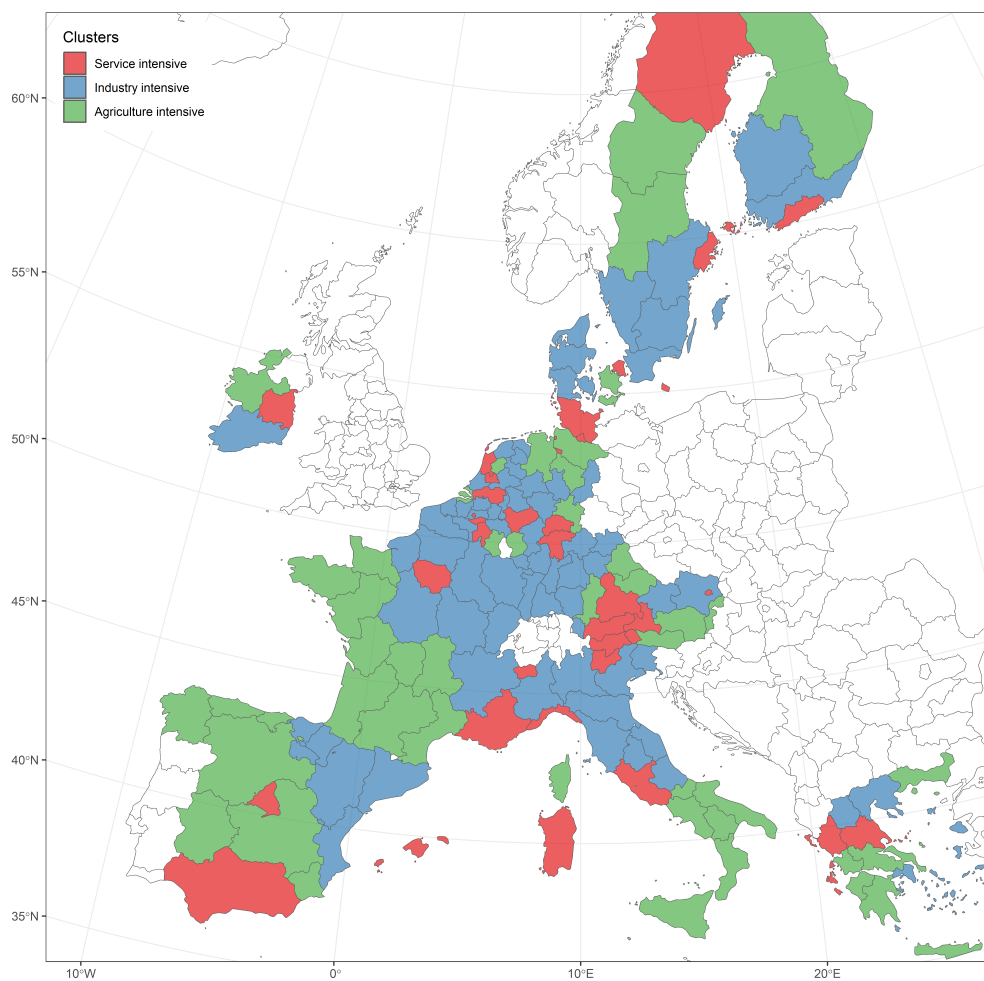 Clusters
Service intensive
Industry intensive
Agriculture intensive
60°N
55°N
50°N
45°N
40°N
35°N
10°W
0°
10°E
20°E